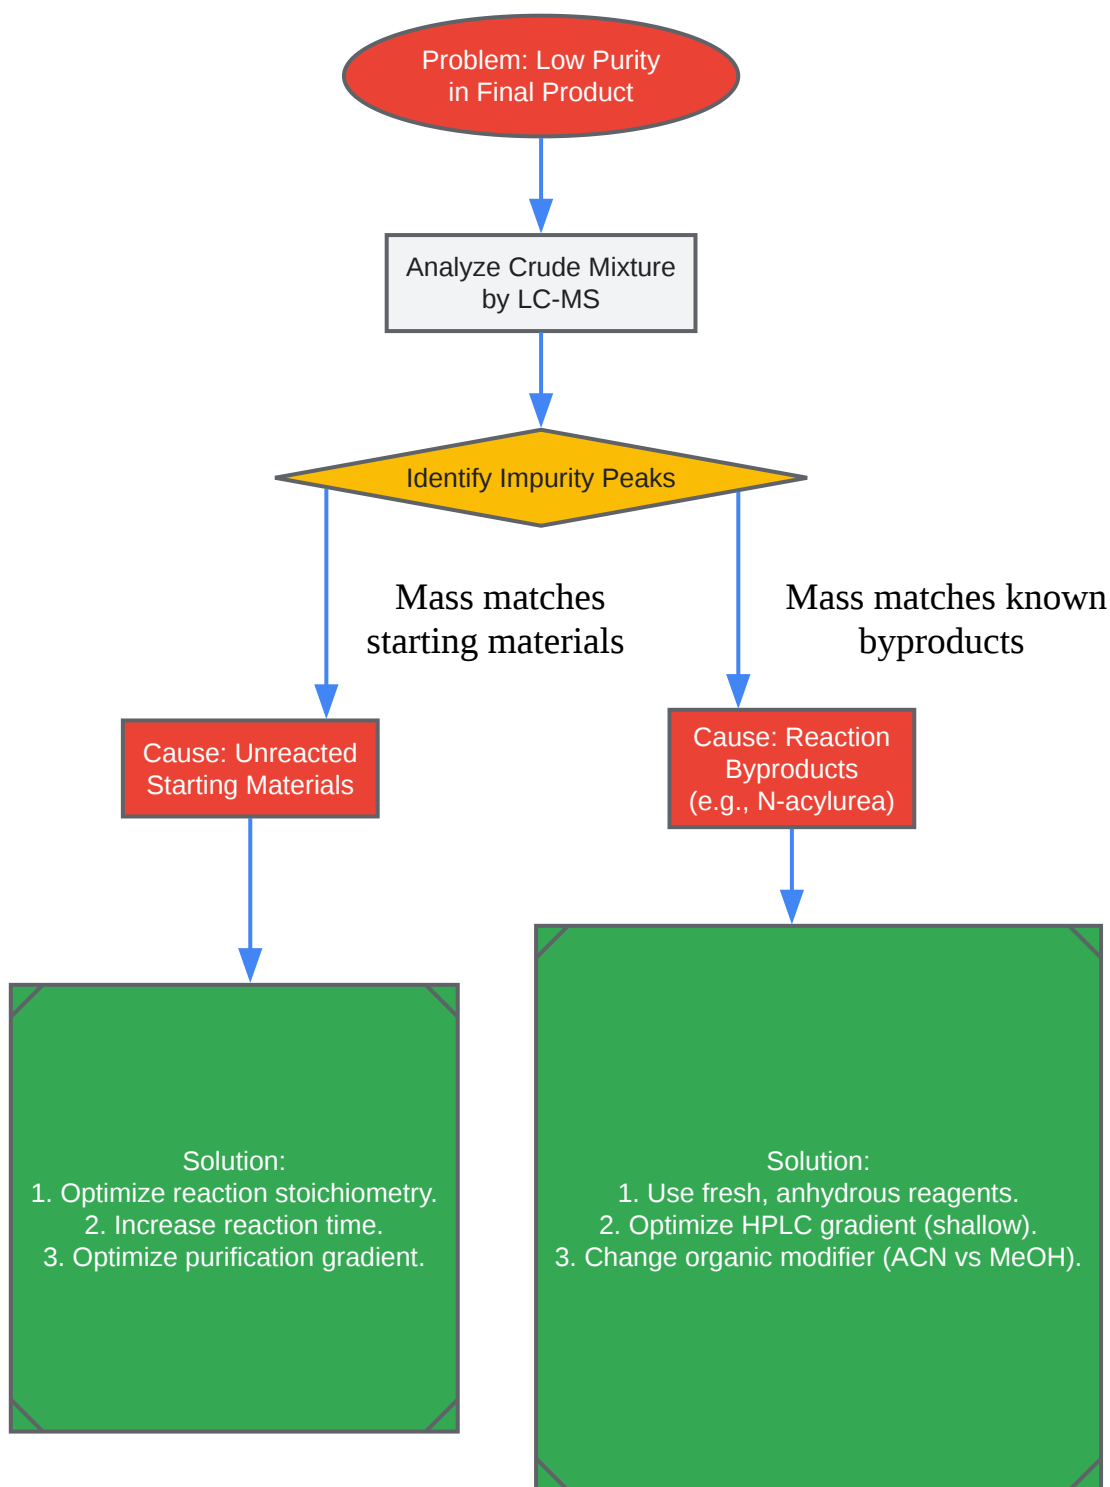 Problem: Low Purity
in Final Product
Analyze Crude Mixture
by LC-MS
Identify Impurity Peaks
Mass matches
starting materials
Mass matches known
byproducts
Cause: Unreacted
Starting Materials
Cause: Reaction
Byproducts
(e.g., N-acylurea)
Solution:
1. Optimize reaction stoichiometry.
2. Increase reaction time.
3. Optimize purification gradient.
Solution:
1. Use fresh, anhydrous reagents.
2. Optimize HPLC gradient (shallow).
3. Change organic modifier (ACN vs MeOH).